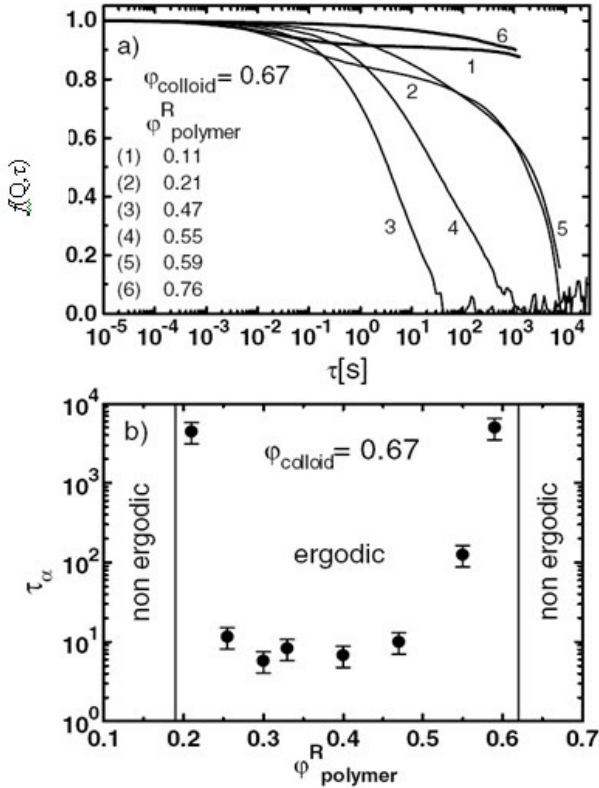 1.0
0.8
0.6
0.4
0.2
0.0
f(Q,τ)
a)
φcolloid= 0.67
φᴿpolymer
(1) 0.11
(2) 0.21
(3) 0.47
(4) 0.55
(5) 0.59
(6) 0.76
6
1
2
3
4
5
10⁻⁵ 10⁻⁴ 10⁻³ 10⁻² 10⁻¹ 10⁰ 10¹ 10² 10³ 10⁴
τ[s]
10⁴
10³
10²
10¹
10⁰
τα
b)
φcolloid= 0.67
non ergodic
ergodic
non ergodic
0.1 0.2 0.3 0.4 0.5 0.6 0.7
φᴿpolymer